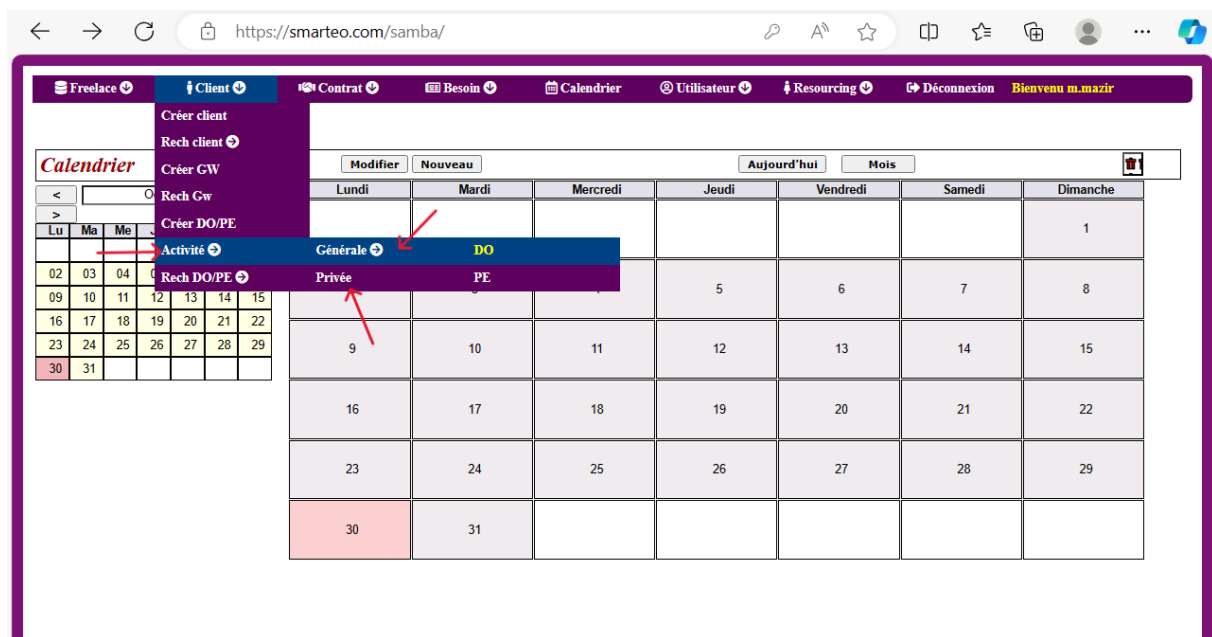 https://smarteo.com/samba/
Freelace Client Contrat Besoin Calendrier Utilisateur Resourcing Déconnexion Bienvenu m.mazir
Créer client
Rech client
Créer GW
Rech Gw
Créer DO/PE
Activité Générale DO
Rech DO/PE Privée PE
Calendrier Modifier Nouveau Aujourd'hui Mois
<
>
Lu Ma Me
02 03 04
09 10 11 12 13 14 15
16 17 18 19 20 21 22
23 24 25 26 27 28 29
30 31
Lundi Mardi Mercredi Jeudi Vendredi Samedi Dimanche
1
5 6 7 8
9 10 11 12 13 14 15
16 17 18 19 20 21 22
23 24 25 26 27 28 29
30 31